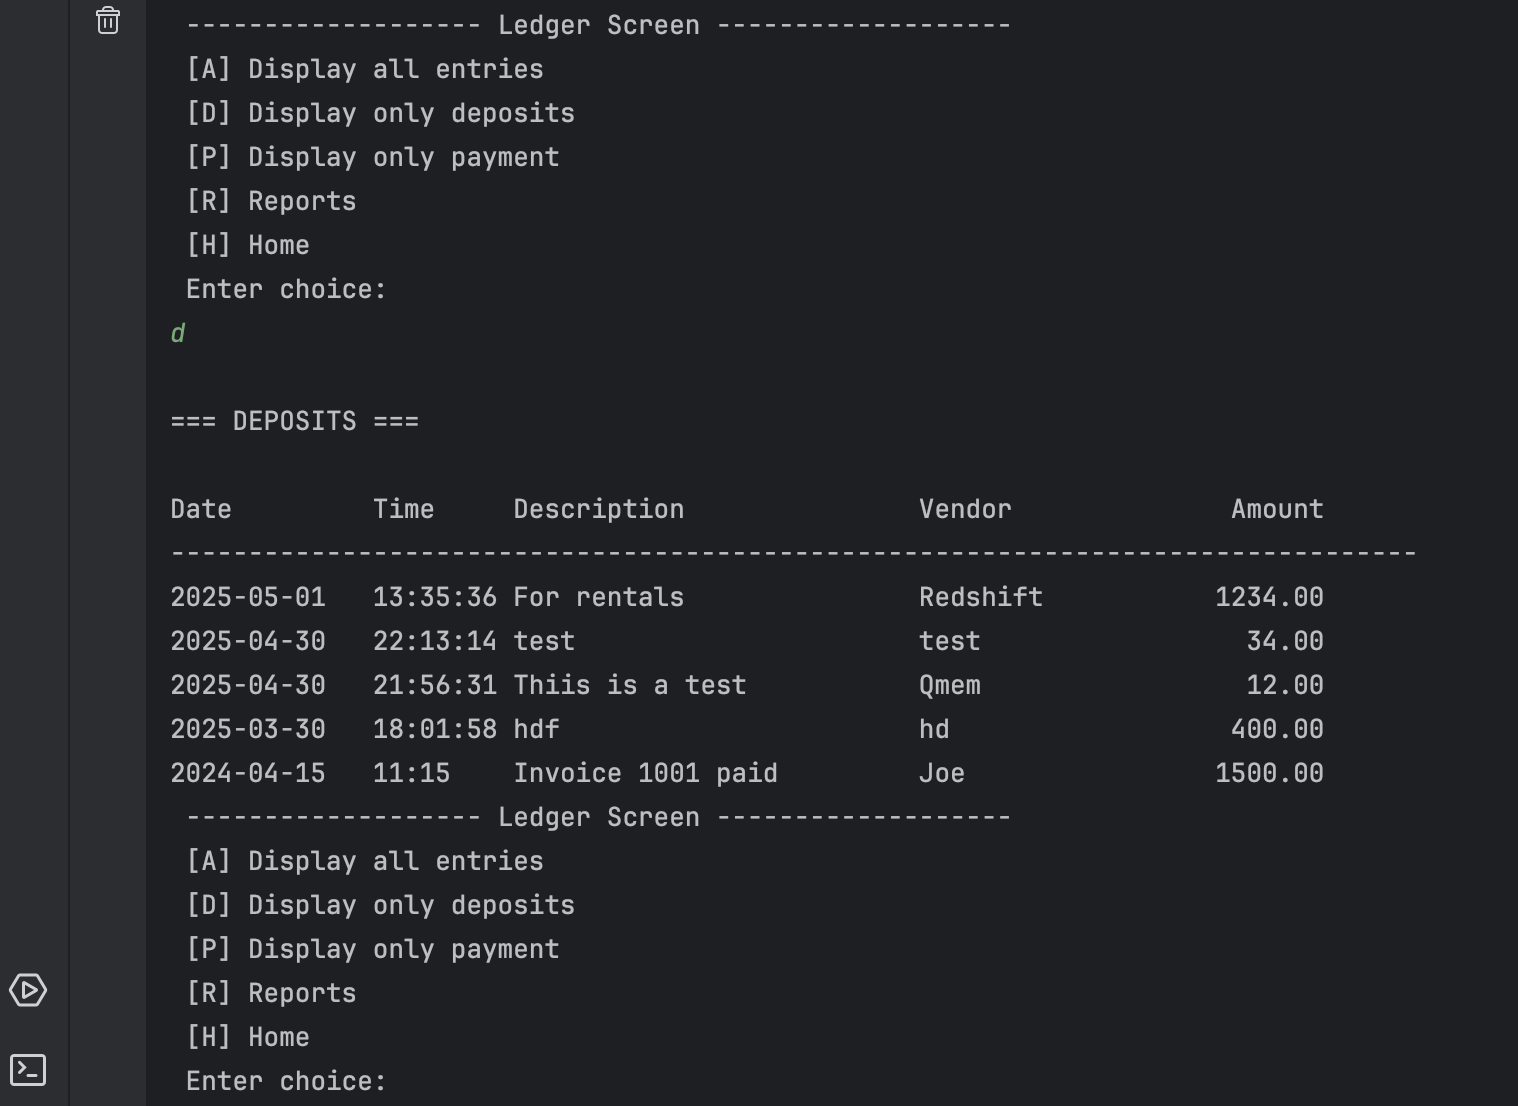 ------------------- Ledger Screen -------------------
[A] Display all entries
[D] Display only deposits
[P] Display only payment
[R] Reports
[H] Home
Enter choice:
d
=== DEPOSITS ===
Date Time Description Vendor Amount
--------------------------------------------------------------------------------
2025-05-01 13:35:36 For rentals Redshift 1234.00
2025-04-30 22:13:14 test test 34.00
2025-04-30 21:56:31 Thiis is a test Qmem 12.00
2025-03-30 18:01:58 hdf hd 400.00
2024-04-15 11:15 Invoice 1001 paid Joe 1500.00
------------------- Ledger Screen -------------------
[A] Display all entries
[D] Display only deposits
[P] Display only payment
[R] Reports
[H] Home
Enter choice: